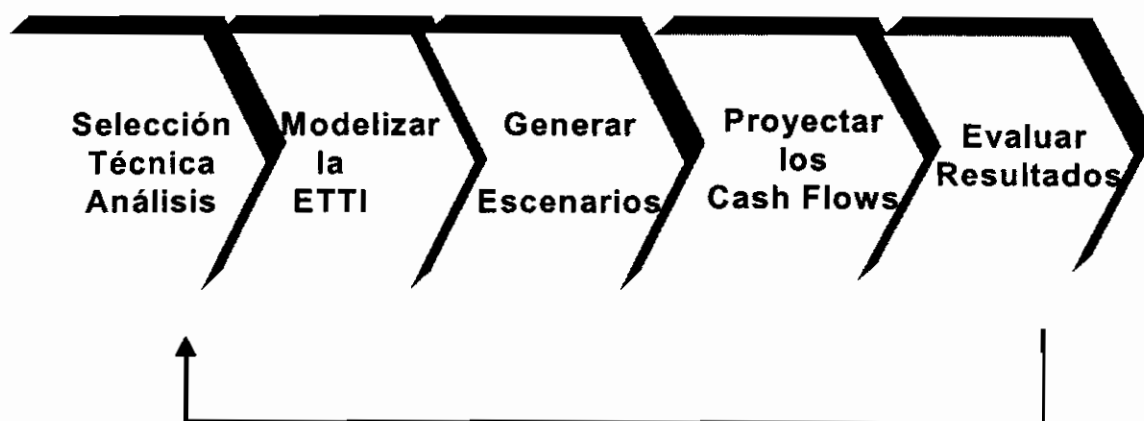 Selección
Técnica
Análisis
Modelizar
la
ETTI
Generar
Escenarios
Proyectar
los
Cash Flows
Evaluar
Resultados